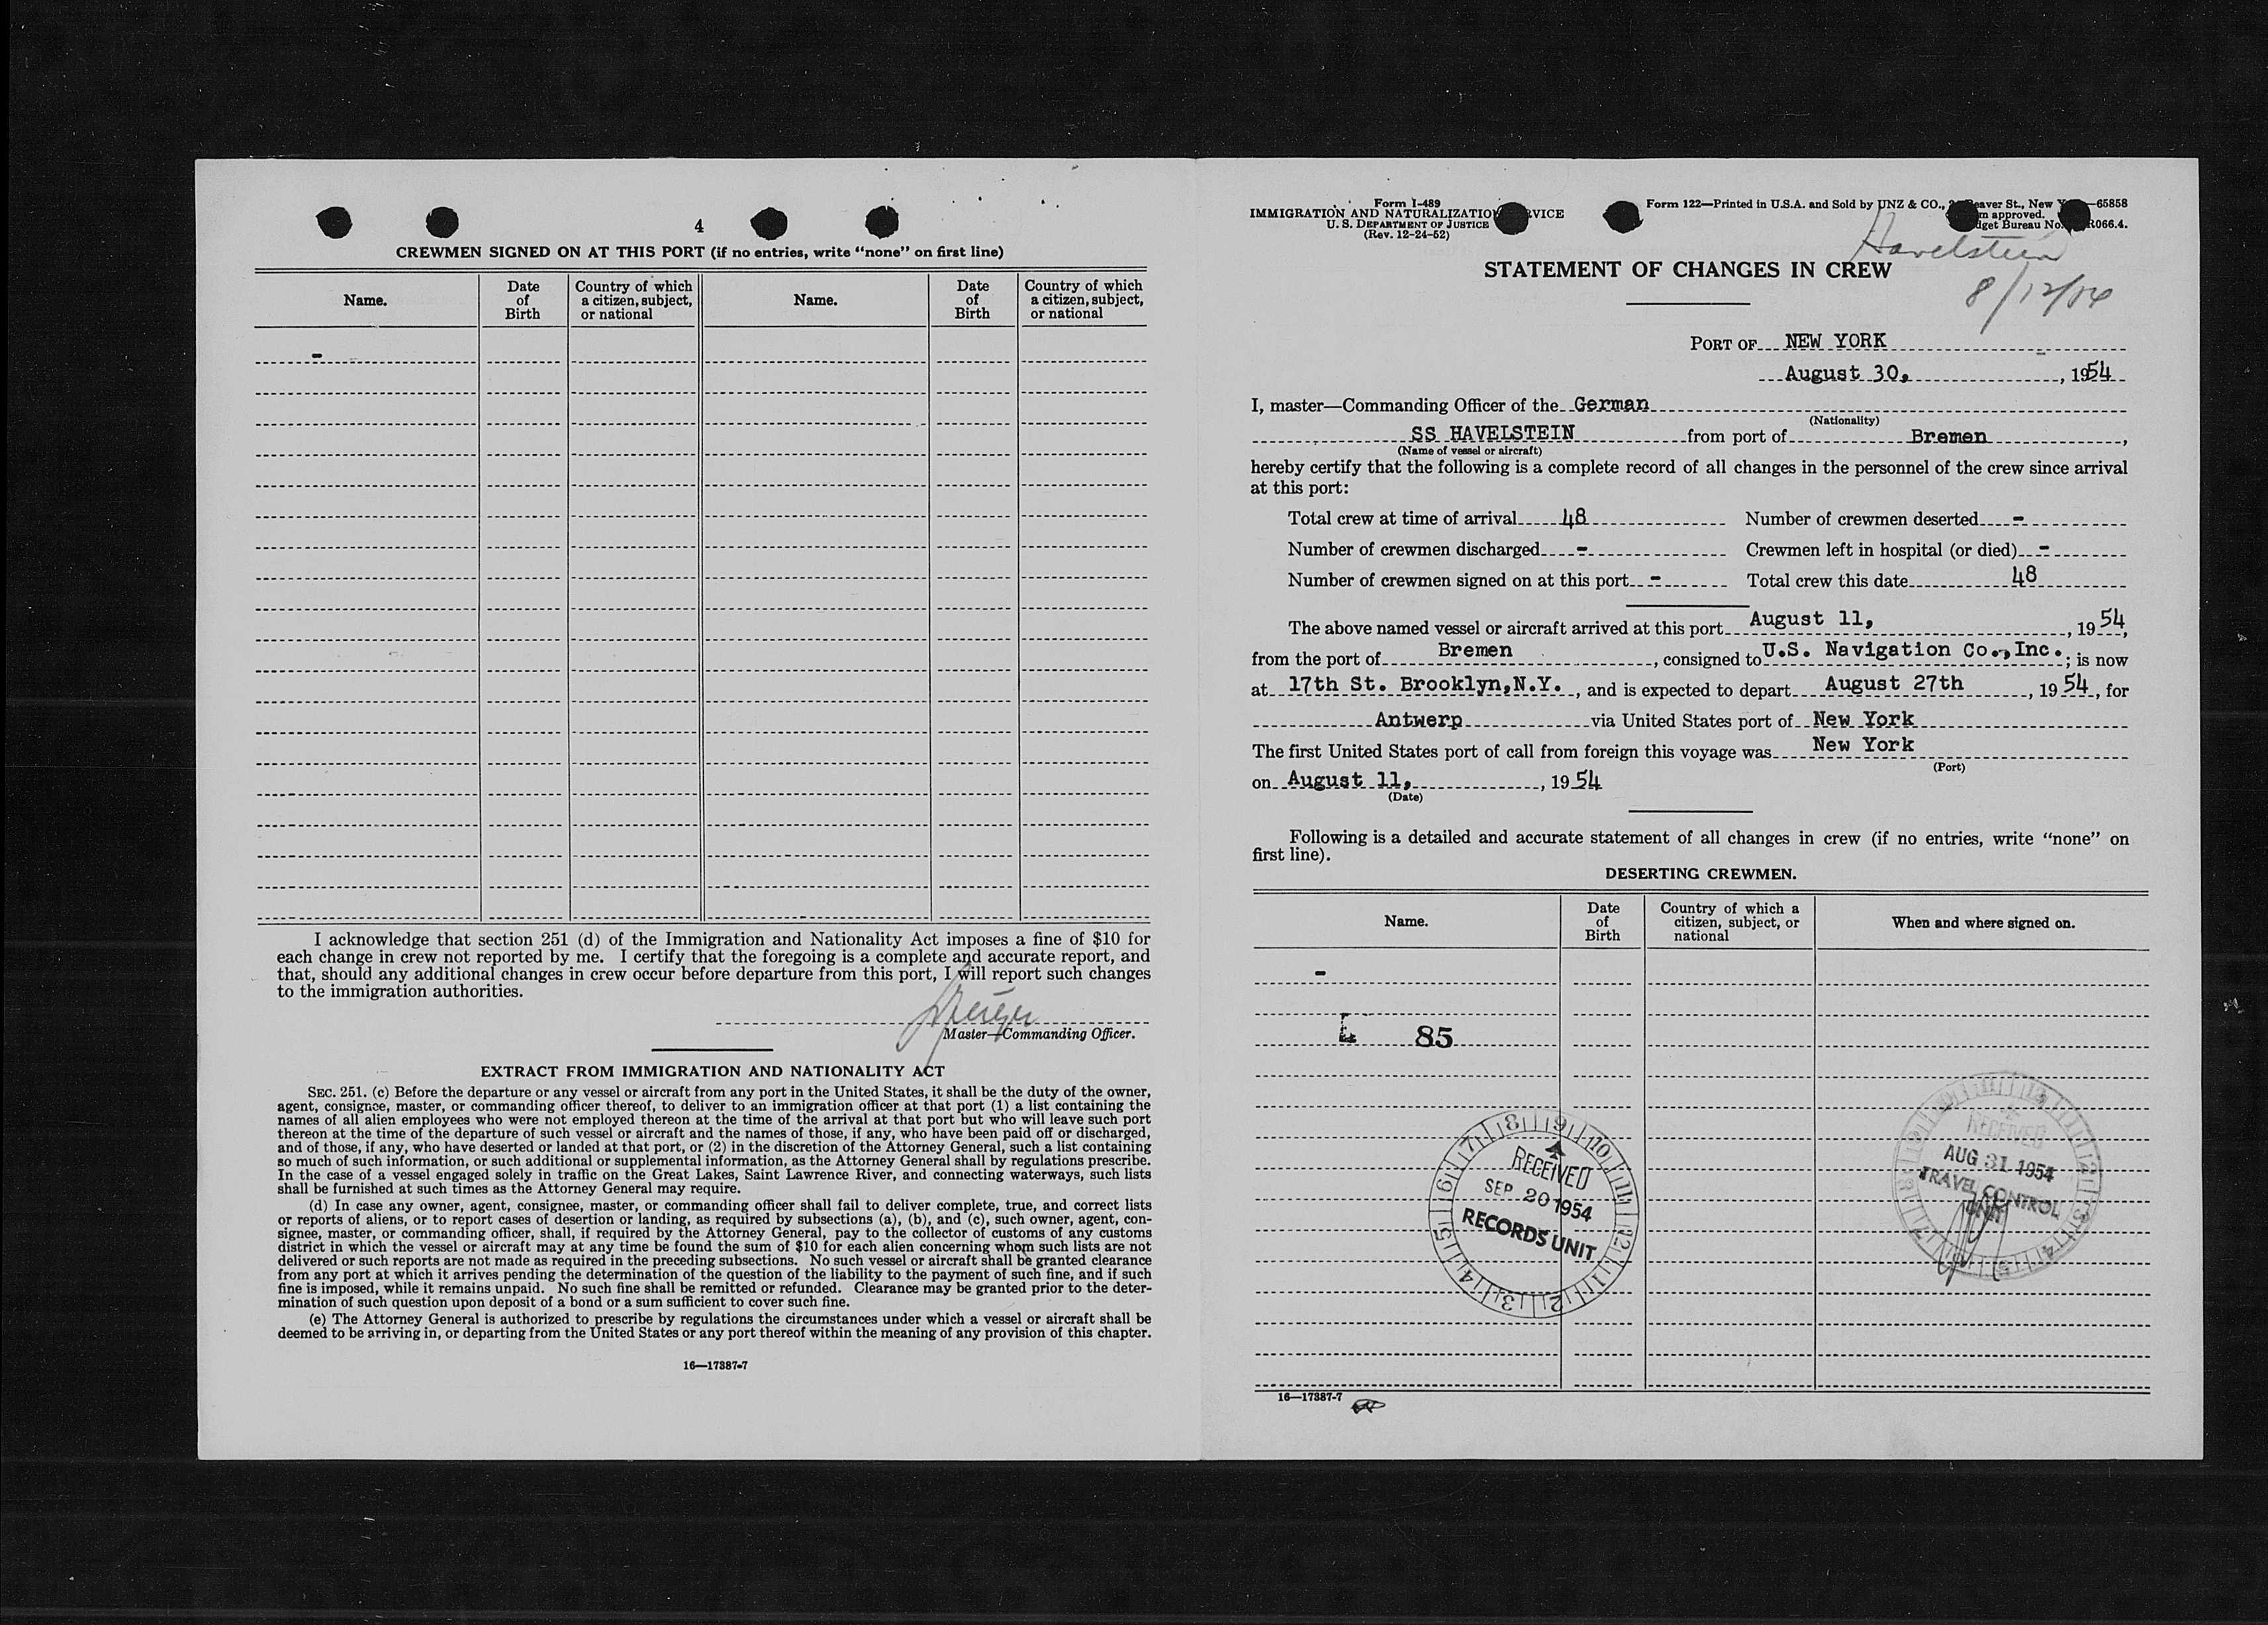 4
CREWMEN SIGNED ON AT THIS PORT (if no entries, write “none” on first line)
Name. Date of Birth Country of which a citizen, subject, or national Name. Date of Birth Country of which a citizen, subject, or national
-
I acknowledge that section 251 (d) of the Immigration and Nationality Act imposes a fine of $10 for
each change in crew not reported by me. I certify that the foregoing is a complete and accurate report, and
that, should any additional changes in crew occur before departure from this port, I will report such changes
to the immigration authorities.
Master—Commanding Officer.
EXTRACT FROM IMMIGRATION AND NATIONALITY ACT
SEC. 251. (c) Before the departure or any vessel or aircraft from any port in the United States, it shall be the duty of the owner,
agent, consignee, master, or commanding officer thereof, to deliver to an immigration officer at that port (1) a list containing the
names of all alien employees who were not employed thereon at the time of the arrival at that port but who will leave such port
thereon at the time of the departure of such vessel or aircraft and the names of those, if any, who have been paid off or discharged,
and of those, if any, who have deserted or landed at that port, or (2) in the discretion of the Attorney General, such a list containing
so much of such information, or such additional or supplemental information, as the Attorney General shall by regulations prescribe.
In the case of a vessel engaged solely in traffic on the Great Lakes, Saint Lawrence River, and connecting waterways, such lists
shall be furnished at such times as the Attorney General may require.
(d) In case any owner, agent, consignee, master, or commanding officer shall fail to deliver complete, true, and correct lists
or reports of aliens, or to report cases of desertion or landing, as required by subsections (a), (b), and (c), such owner, agent, con-
signee, master, or commanding officer, shall, if required by the Attorney General, pay to the collector of customs of any customs
district in which the vessel or aircraft may at any time be found the sum of $10 for each alien concerning whom such lists are not
delivered or such reports are not made as required in the preceding subsections. No such vessel or aircraft shall be granted clearance
from any port at which it arrives pending the determination of the question of the liability to the payment of such fine, and if such
fine is imposed, while it remains unpaid. No such fine shall be remitted or refunded. Clearance may be granted prior to the deter-
mination of such question upon deposit of a bond or a sum sufficient to cover such fine.
(e) The Attorney General is authorized to prescribe by regulations the circumstances under which a vessel or aircraft shall be
deemed to be arriving in, or departing from the United States or any port thereof within the meaning of any provision of this chapter.
16—17387-7
Form I-489
IMMIGRATION AND NATURALIZATION VICE
U. S. DEPARTMENT OF JUSTICE
(Rev. 12-24-52)
Form 122—Printed in U.S.A. and Sold by UNZ & CO., eaver St., New —65858
m approved.
dget Bureau No. R066.4.
Havelstein
8/12/54
STATEMENT OF CHANGES IN CREW
PORT OF NEW YORK
August 30, , 1954
I, master—Commanding Officer of the German
(Nationality)
SS HAVELSTEIN from port of Bremen ,
(Name of vessel or aircraft)
hereby certify that the following is a complete record of all changes in the personnel of the crew since arrival
at this port:
Total crew at time of arrival 48 Number of crewmen deserted -
Number of crewmen discharged - Crewmen left in hospital (or died) -
Number of crewmen signed on at this port - Total crew this date 48
The above named vessel or aircraft arrived at this port August 11, , 19 54,
from the port of Bremen , consigned to U.S. Navigation Co., Inc. ; is now
at 17th St. Brooklyn, N.Y. , and is expected to depart August 27th , 19 54, for
Antwerp via United States port of New York
The first United States port of call from foreign this voyage was New York
(Port)
on August 11, , 19 54
(Date)
Following is a detailed and accurate statement of all changes in crew (if no entries, write “none” on
first line).
DESERTING CREWMEN.
Name. Date of Birth Country of which a citizen, subject, or national When and where signed on.
-
85
8 9 10 11 12 1 2 3 4 5 6 7
RECEIVED
SEP 20 1954
RECORDS UNIT
RECEIVED
AUG 31 1954
TRAVEL CONTROL
UNIT
16—17387-7